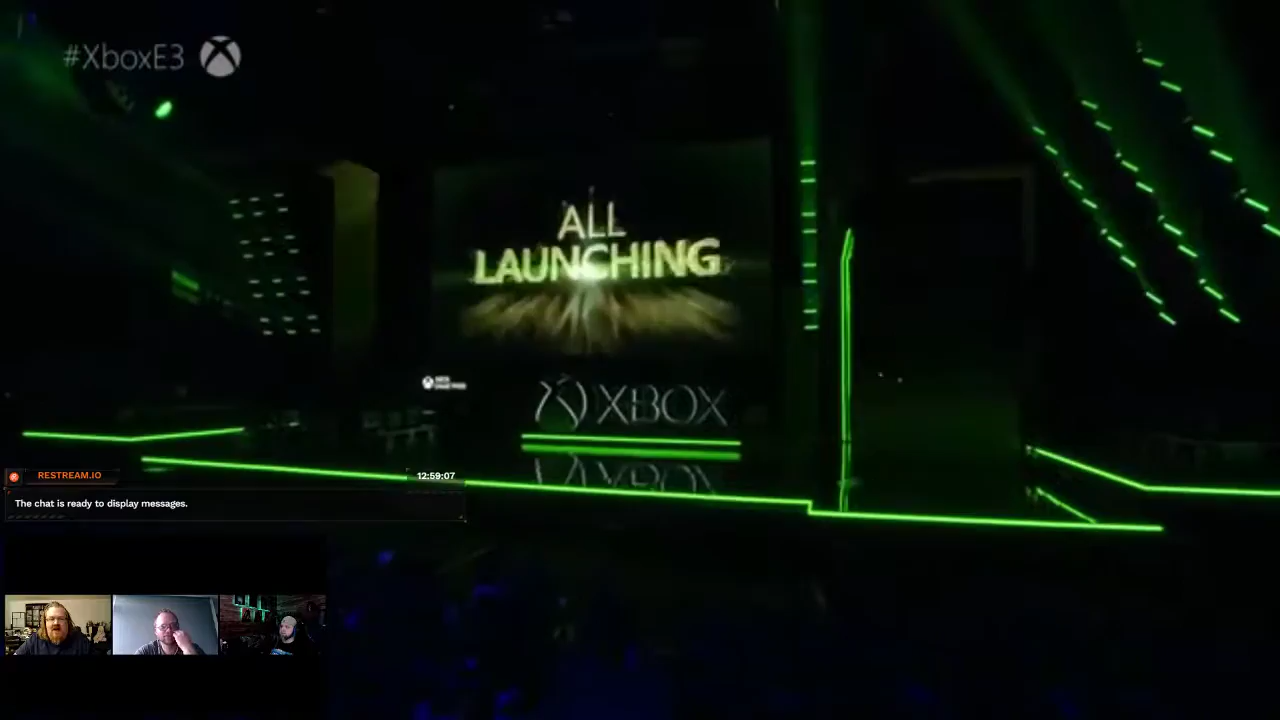 #XboxE3
ALL
LAUNCHING
XBOX
RESTREAM.IO
12:59:07
The chat is ready to display messages.